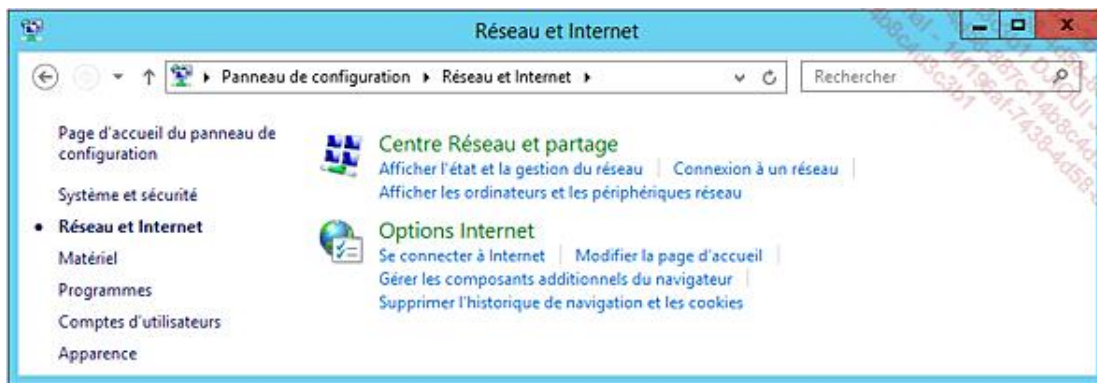 Réseau et Internet
Panneau de configuration Réseau et Internet
Rechercher
Page d'accueil du panneau de
configuration
Système et sécurité
Réseau et Internet
Matériel
Programmes
Comptes d'utilisateurs
Apparence
Centre Réseau et partage
Afficher l'état et la gestion du réseau
Connexion à un réseau
Afficher les ordinateurs et les périphériques réseau
Options Internet
Se connecter à Internet
Modifier la page d'accueil
Gérer les composants additionnels du navigateur
Supprimer l'historique de navigation et les cookies